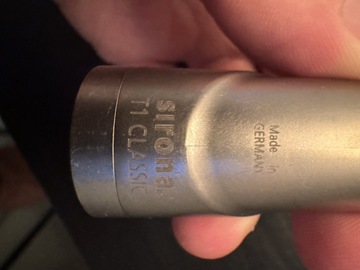 sirona.
T1 CLASSIC
Made in
GERMANY